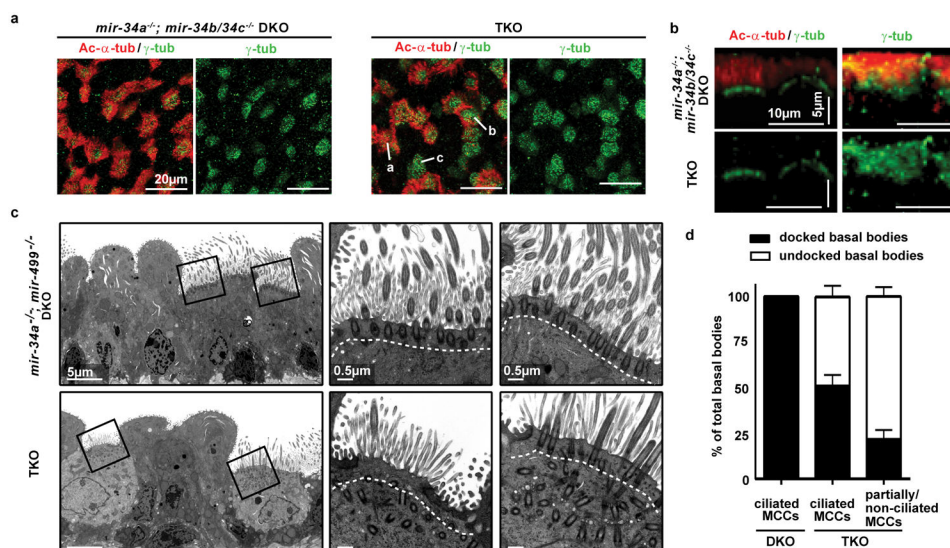 a
mir-34a-/-; mir-34b/34c-/- DKO
TKO
Ac-α-tub/γ-tub
γ-tub
Ac-α-tub/γ-tub
γ-tub
20µm
a
b
c
b
Ac-α-tub/γ-tub
γ-tub
mir-34a-/-;
mir-34b/34c-/-
DKO
10µm
5µm
TKO
c
mir-34a-/-; mir-499-/-
DKO
5µm
0.5µm
0.5µm
TKO
d
docked basal bodies
undocked basal bodies
% of total basal bodies
100
75
50
25
0
ciliated
MCCs
ciliated
MCCs
partially/
non-ciliated
MCCs
DKO
TKO